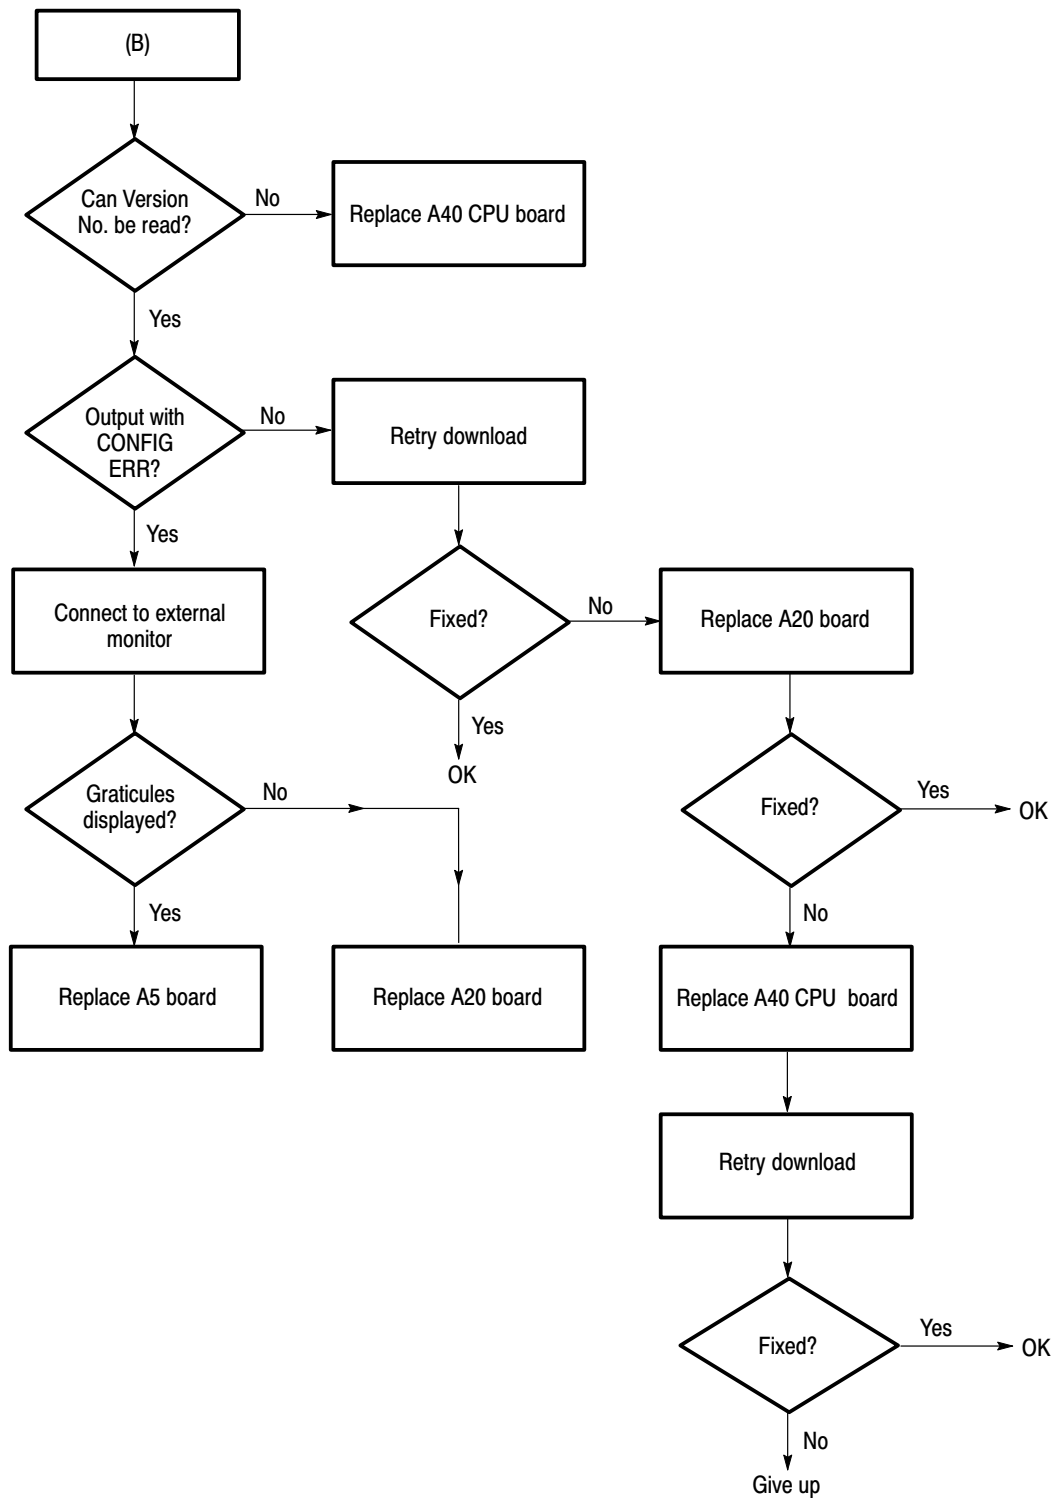 (B)
Can Version
No. be read?
No
Replace A40 CPU board
Yes
Output with
CONFIG
ERR?
No
Retry download
Yes
Connect to external
monitor
Fixed?
No
Replace A20 board
Yes
OK
Graticules
displayed?
No
Fixed?
Yes
OK
Yes
No
Replace A5 board
Replace A20 board
Replace A40 CPU board
Retry download
Fixed?
Yes
OK
No
Give up